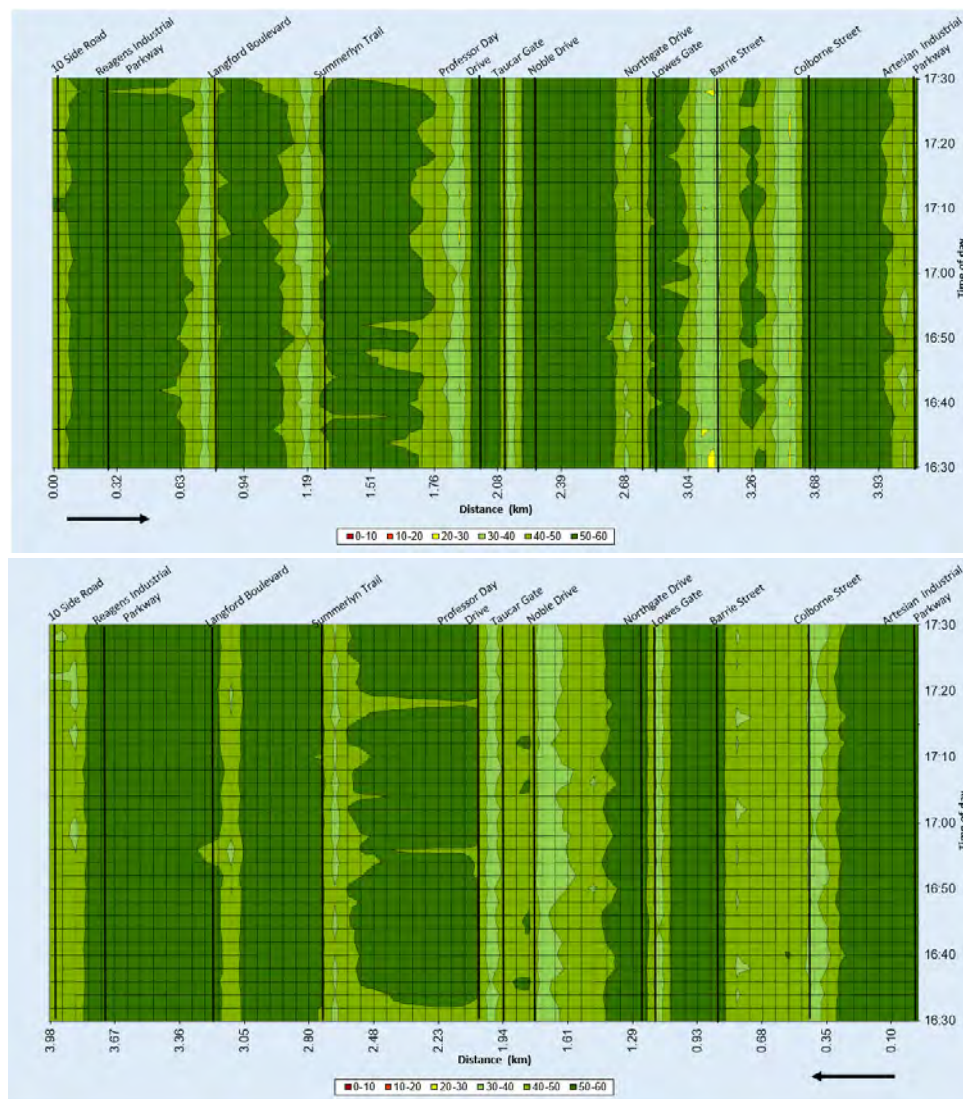 10 Side Road
Reagens Industrial
Parkway
Langford Boulevard
Summerlyn Trail
Professor Day
Drive
Taucar Gate
Noble Drive
Northgate Drive
Lowes Gate
Barrie Street
Colborne Street
Artesian Industrial
Parkway
17:30
17:20
17:10
17:00
16:50
16:40
16:30
Time of day
0.00 0.32 0.63 0.94 1.19 1.51 1.76 2.08 2.39 2.68 3.04 3.26 3.68 3.93
Distance (km)
0-10 10-20 20-30 30-40 40-50 50-60
10 Side Road
Reagens Industrial
Parkway
Langford Boulevard
Summerlyn Trail
Professor Day
Drive
Taucar Gate
Noble Drive
Northgate Drive
Lowes Gate
Barrie Street
Colborne Street
Artesian Industrial
Parkway
17:30
17:20
17:10
17:00
16:50
16:40
16:30
Time of day
3.98 3.67 3.36 3.05 2.80 2.48 2.23 1.94 1.61 1.29 0.93 0.68 0.35 0.10
Distance (km)
0-10 10-20 20-30 30-40 40-50 50-60